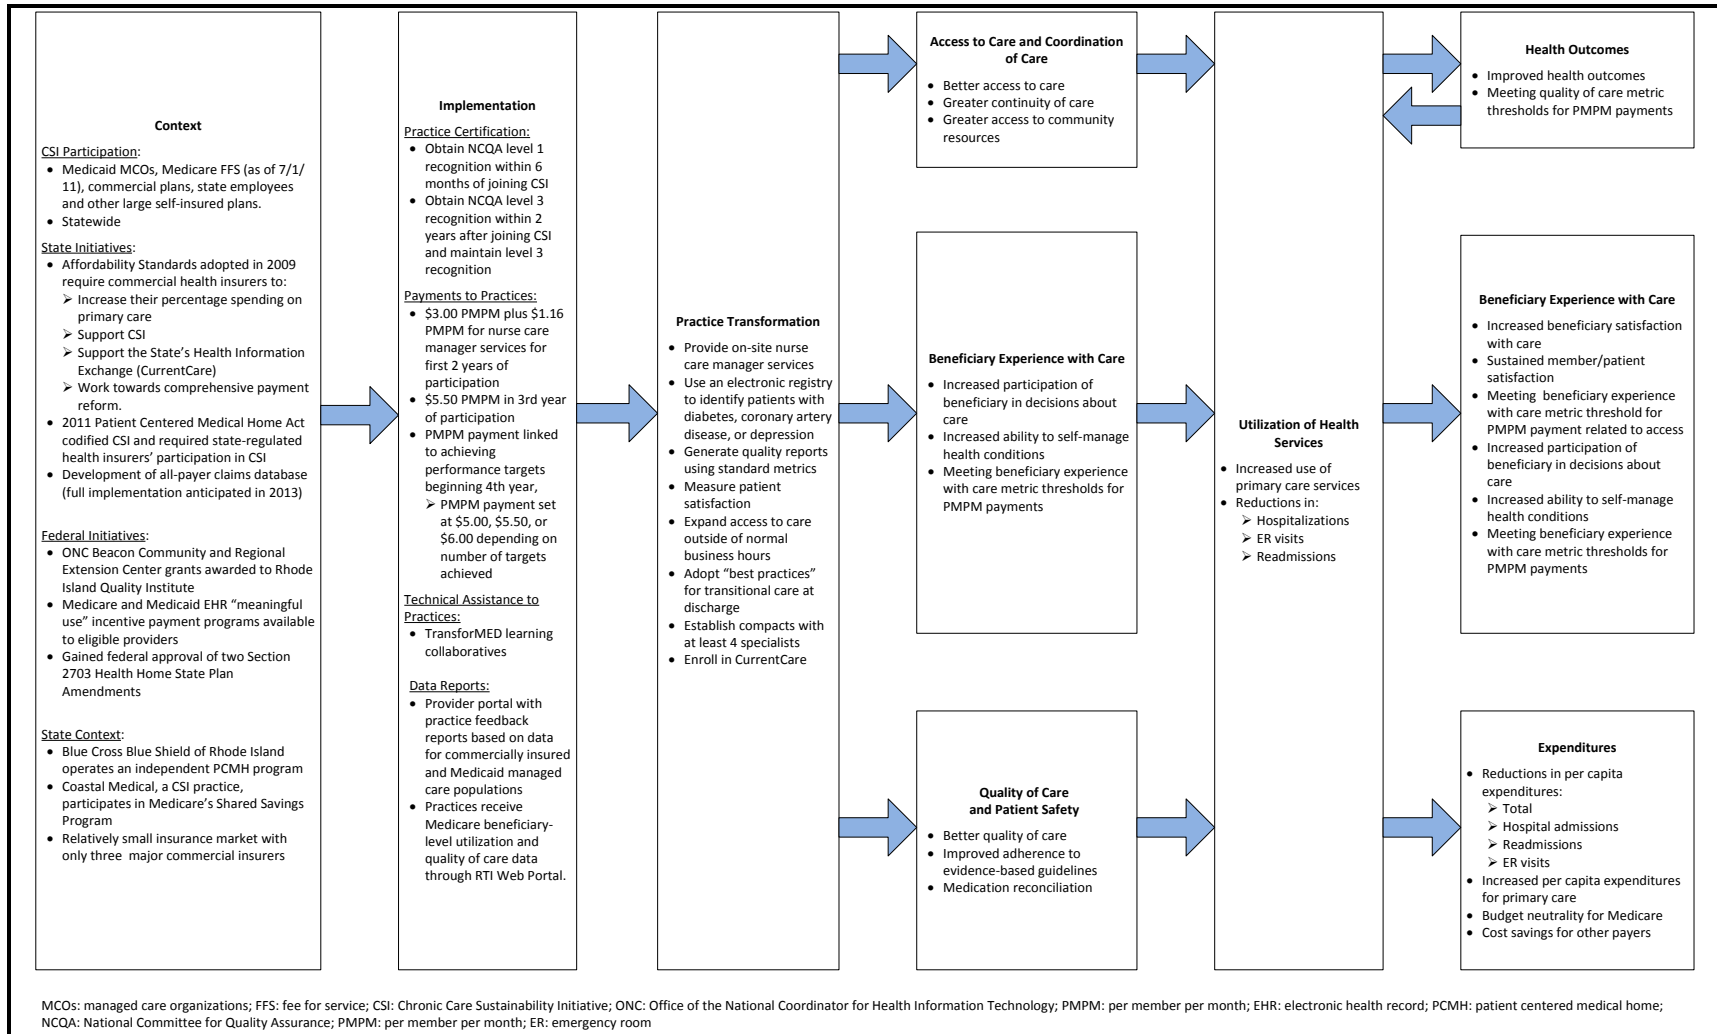 Context
CSI Participation:
• Medicaid MCOs, Medicare FFS (as of 7/1/
11), commercial plans, state employees
and other large self-insured plans.
• Statewide
State Initiatives:
• Affordability Standards adopted in 2009
require commercial health insurers to:
➢ Increase their percentage spending on
primary care
➢ Support CSI
➢ Support the State’s Health Information
Exchange (CurrentCare)
➢ Work towards comprehensive payment
reform.
• 2011 Patient Centered Medical Home Act
codified CSI and required state-regulated
health insurers’ participation in CSI
• Development of all-payer claims database
(full implementation anticipated in 2013)
Federal Initiatives:
• ONC Beacon Community and Regional
Extension Center grants awarded to Rhode
Island Quality Institute
• Medicare and Medicaid EHR “meaningful
use” incentive payment programs available
to eligible providers
• Gained federal approval of two Section
2703 Health Home State Plan
Amendments
State Context:
• Blue Cross Blue Shield of Rhode Island
operates an independent PCMH program
• Coastal Medical, a CSI practice,
participates in Medicare’s Shared Savings
Program
• Relatively small insurance market with
only three major commercial insurers
Implementation
Practice Certification:
• Obtain NCQA level 1
recognition within 6
months of joining CSI
• Obtain NCQA level 3
recognition within 2
years after joining CSI
and maintain level 3
recognition
Payments to Practices:
• $3.00 PMPM plus $1.16
PMPM for nurse care
manager services for
first 2 years of
participation
• $5.50 PMPM in 3rd year
of participation
• PMPM payment linked
to achieving
performance targets
beginning 4th year,
➢ PMPM payment set
at $5.00, $5.50, or
$6.00 depending on
number of targets
achieved
Technical Assistance to
Practices:
• TransforMED learning
collaboratives
Data Reports:
• Provider portal with
practice feedback
reports based on data
for commercially insured
and Medicaid managed
care populations
• Practices receive
Medicare beneficiary-
level utilization and
quality of care data
through RTI Web Portal.
Practice Transformation
• Provide on-site nurse
care manager services
• Use an electronic registry
to identify patients with
diabetes, coronary artery
disease, or depression
• Generate quality reports
using standard metrics
• Measure patient
satisfaction
• Expand access to care
outside of normal
business hours
• Adopt “best practices”
for transitional care at
discharge
• Establish compacts with
at least 4 specialists
• Enroll in CurrentCare
Access to Care and Coordination
of Care
• Better access to care
• Greater continuity of care
• Greater access to community
resources
Beneficiary Experience with Care
• Increased participation of
beneficiary in decisions about
care
• Increased ability to self-manage
health conditions
• Meeting beneficiary experience
with care metric thresholds for
PMPM payments
Quality of Care
and Patient Safety
• Better quality of care
• Improved adherence to
evidence-based guidelines
• Medication reconciliation
Utilization of Health
Services
• Increased use of
primary care services
• Reductions in:
➢ Hospitalizations
➢ ER visits
➢ Readmissions
Health Outcomes
• Improved health outcomes
• Meeting quality of care metric
thresholds for PMPM payments
Beneficiary Experience with Care
• Increased beneficiary satisfaction
with care
• Sustained member/patient
satisfaction
• Meeting beneficiary experience
with care metric threshold for
PMPM payment related to access
• Increased participation of
beneficiary in decisions about
care
• Increased ability to self-manage
health conditions
• Meeting beneficiary experience
with care metric thresholds for
PMPM payments
Expenditures
• Reductions in per capita
expenditures:
➢ Total
➢ Hospital admissions
➢ Readmissions
➢ ER visits
• Increased per capita expenditures
for primary care
• Budget neutrality for Medicare
• Cost savings for other payers
MCOs: managed care organizations; FFS: fee for service; CSI: Chronic Care Sustainability Initiative; ONC: Office of the National Coordinator for Health Information Technology; PMPM: per member per month; EHR: electronic health record; PCMH: patient centered medical home;
NCQA: National Committee for Quality Assurance; PMPM: per member per month; ER: emergency room